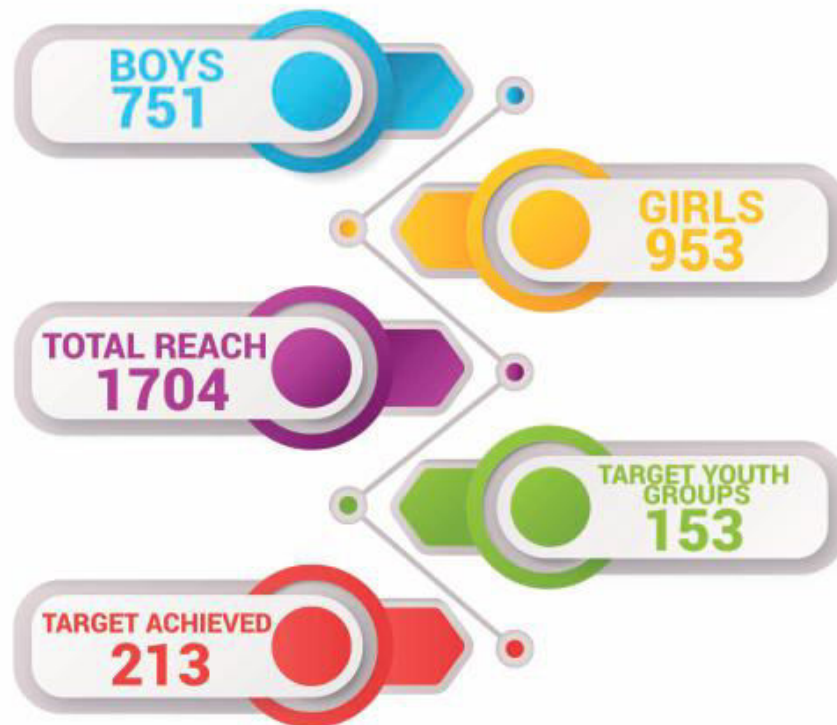 BOYS
751
GIRLS
953
TOTAL REACH
1704
TARGET YOUTH
GROUPS
153
TARGET ACHIEVED
213